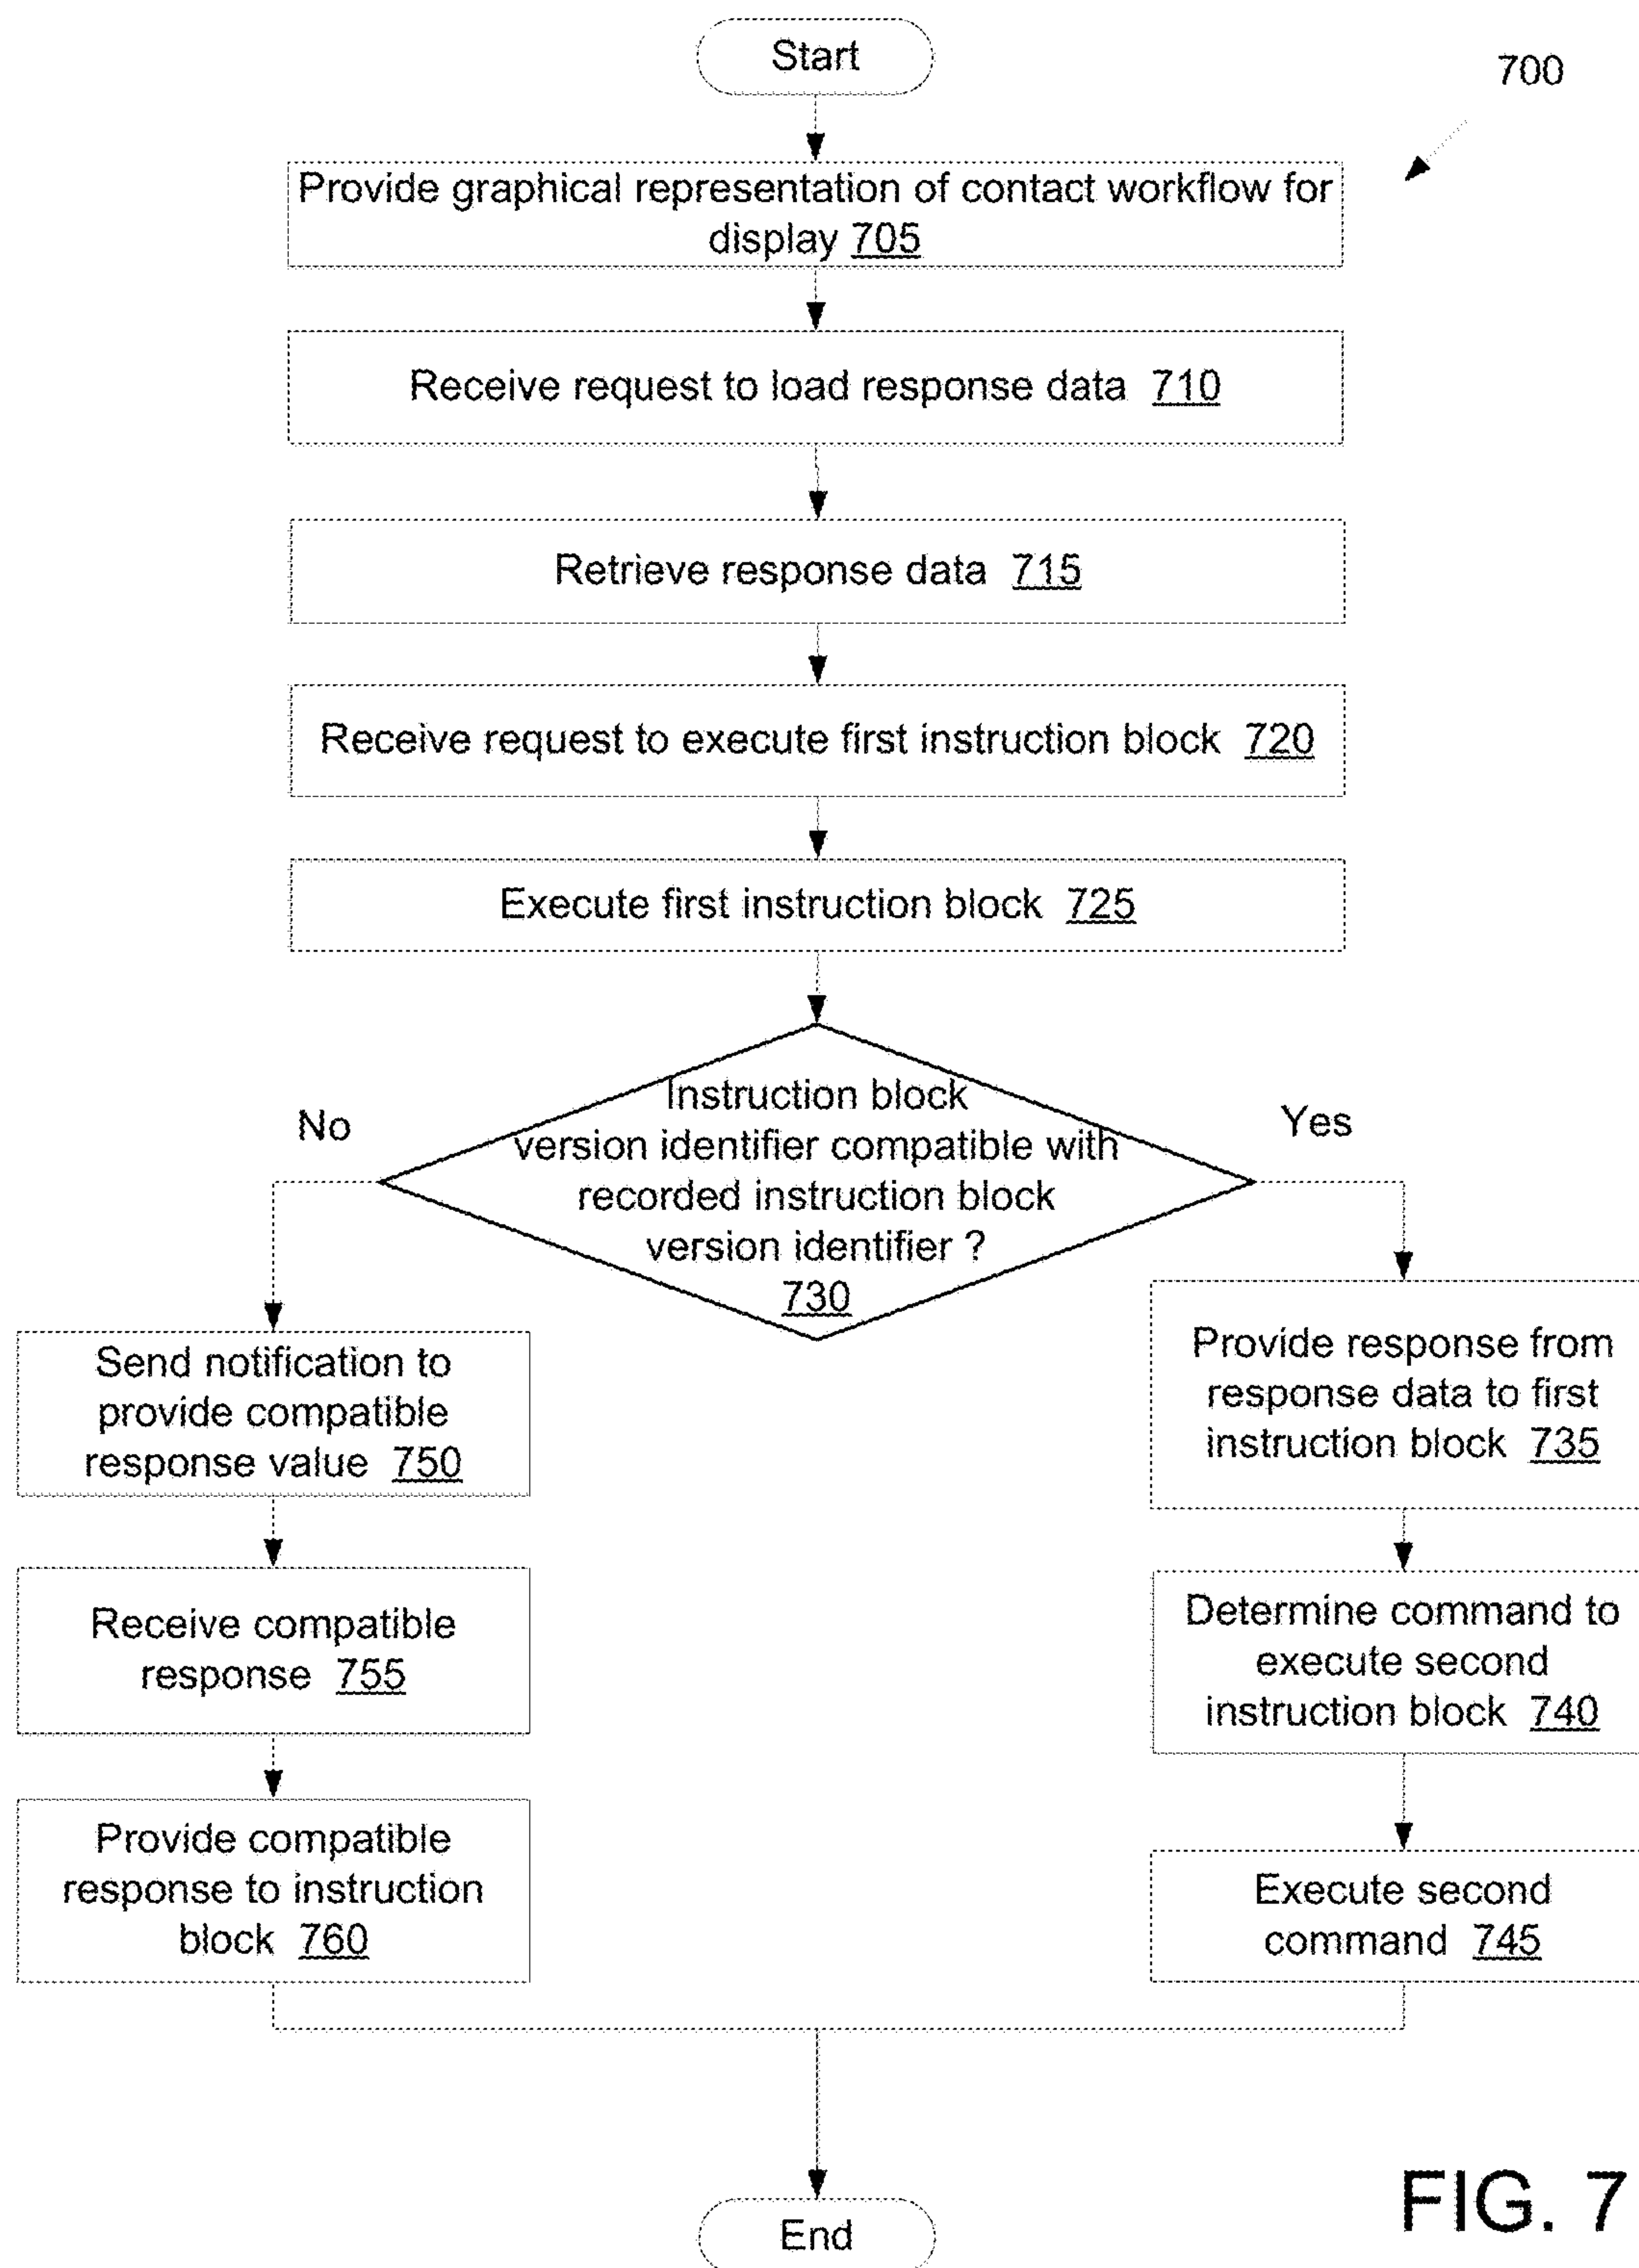 Start
700
Provide graphical representation of contact workflow for
display 705
Receive request to load response data 710
Retrieve response data 715
Receive request to execute first instruction block 720
Execute first instruction block 725
Instruction block
version identifier compatible with
recorded instruction block
version identifier ?
730
No
Yes
Send notification to
provide compatible
response value 750
Receive compatible
response 755
Provide compatible
response to instruction
block 760
Provide response from
response data to first
instruction block 735
Determine command to
execute second
instruction block 740
Execute second
command 745
End
FIG. 7